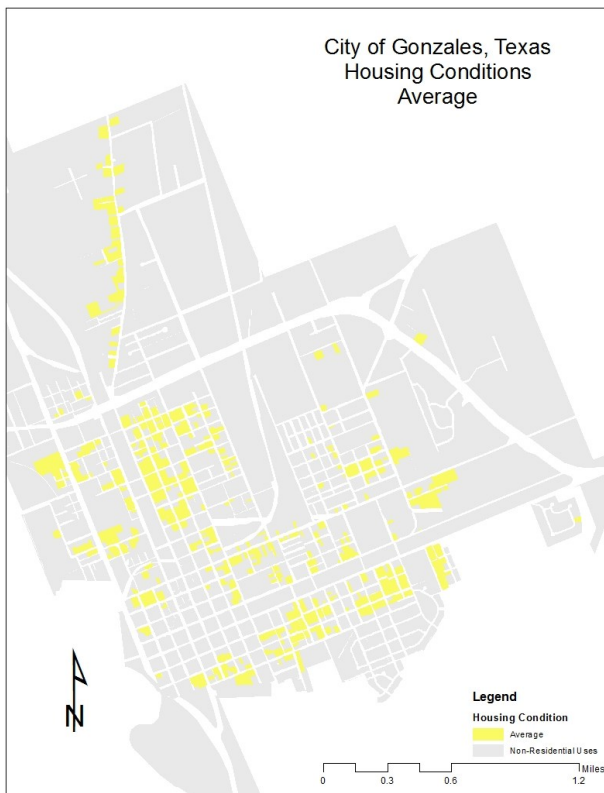 City of Gonzales, Texas
Housing Conditions
Average
N
Legend
Housing Condition
Average
Non-Residential Uses
Miles
0 0.3 0.6 1.2